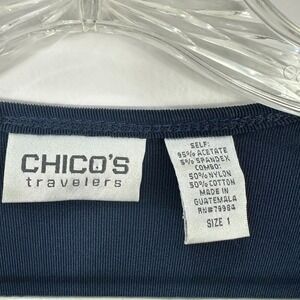 CHICO'S
travelers
SELF:
95% ACETATE
5% SPANDEX
COMBO:
50% NYLON
50% COTTON
MADE IN
GUATEMALA
RN#79984
SIZE 1